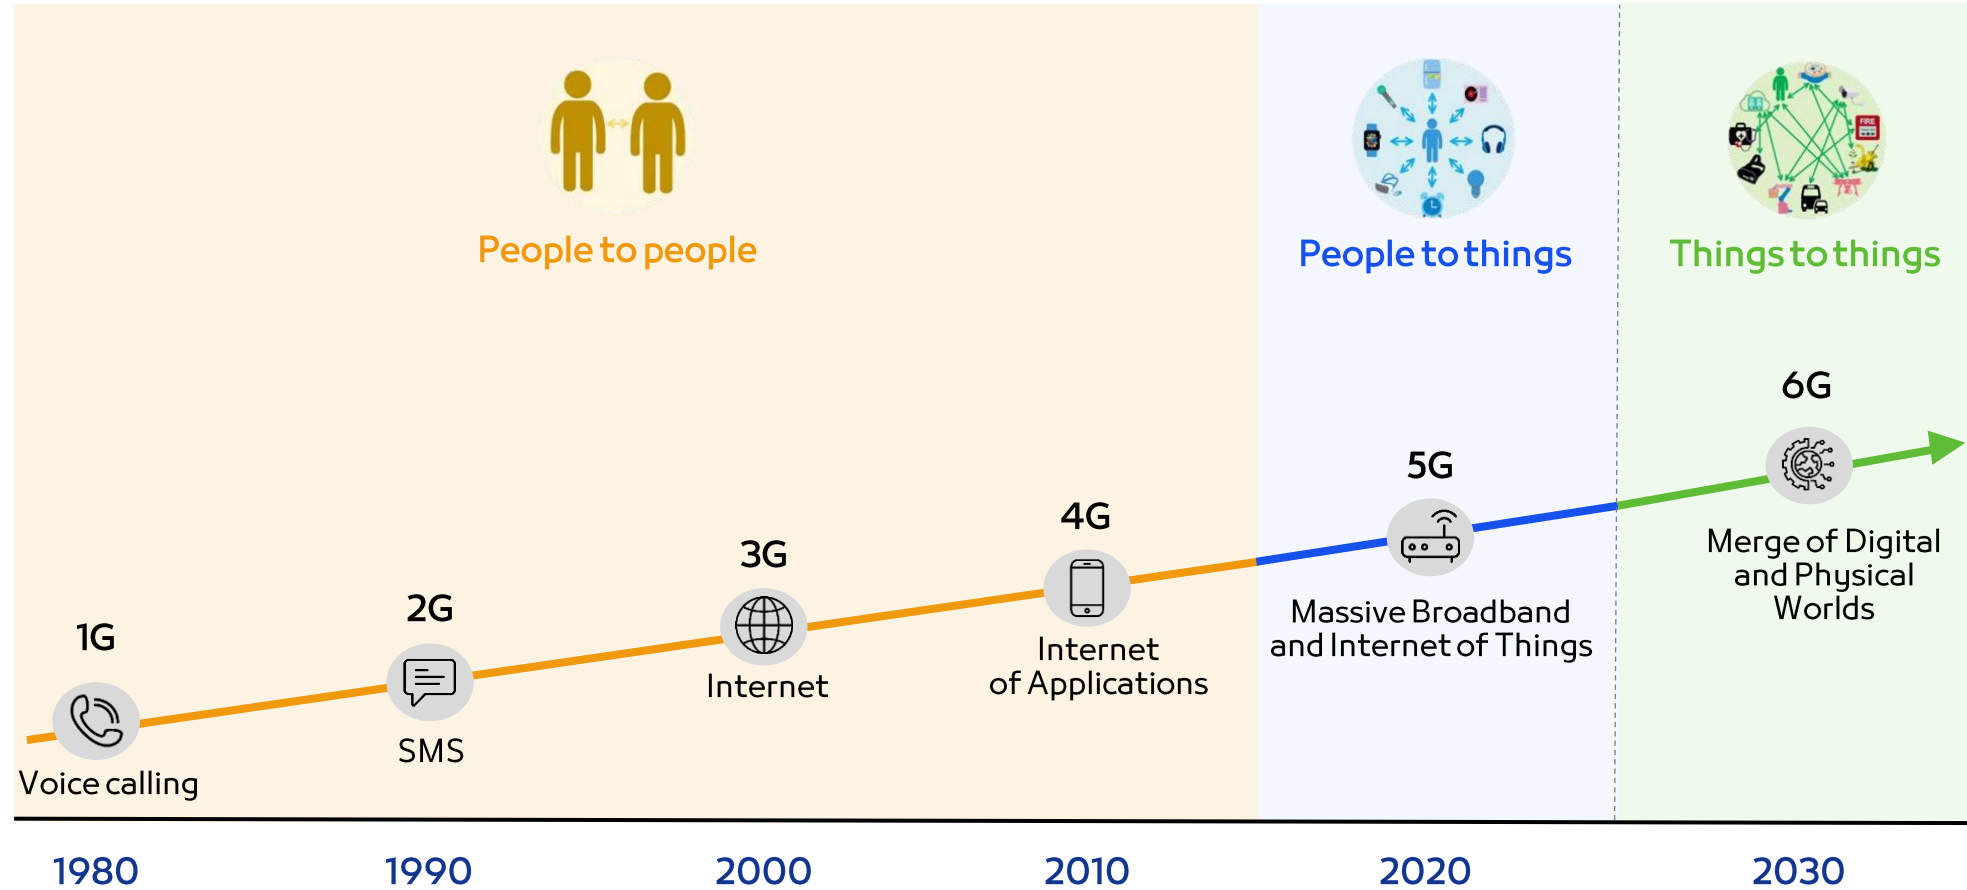 People to people
People to things
Things to things
FIRE
1G
Voice calling
2G
SMS
3G
Internet
4G
Internet
of Applications
5G
Massive Broadband
and Internet of Things
6G
Merge of Digital
and Physical
Worlds
1980
1990
2000
2010
2020
2030